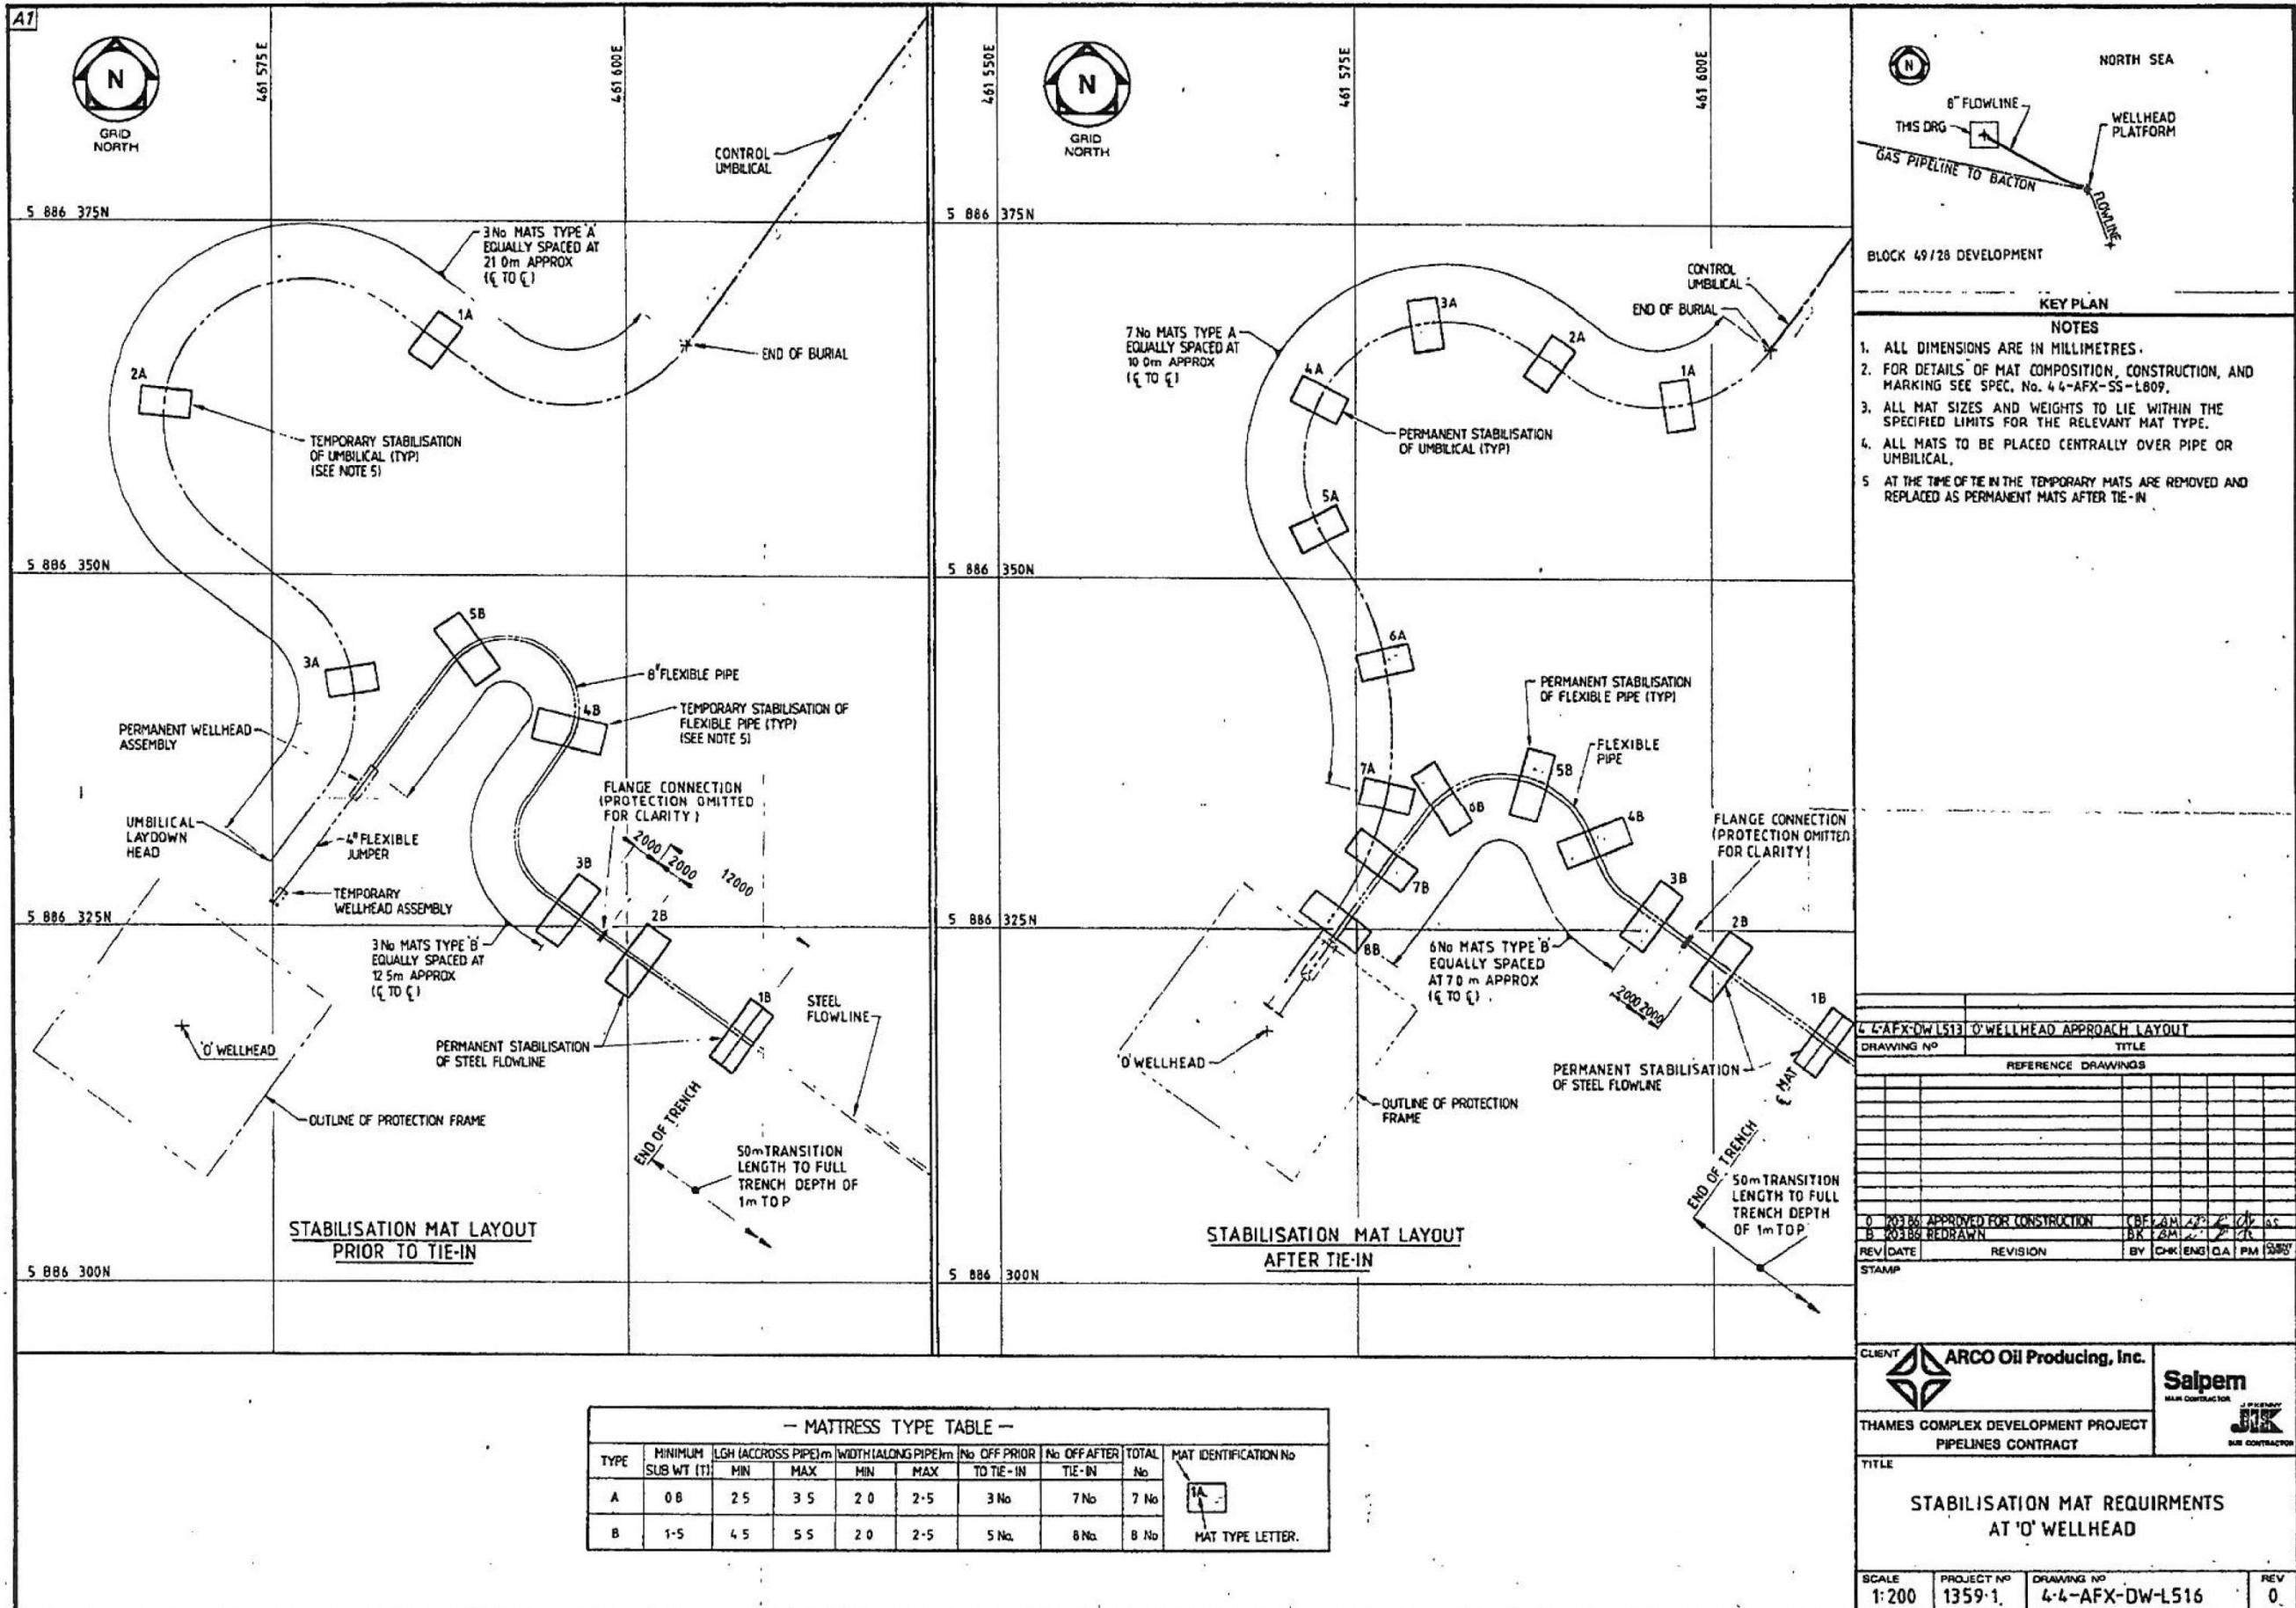 A1
N
GRID
NORTH
461 575 E
461 600E
CONTROL
UMBILICAL
5 886 375N
3 No MATS TYPE 'A'
EQUALLY SPACED AT
21 0m APPROX
(℄ TO ℄)
1A
END OF BURIAL
2A
TEMPORARY STABILISATION
OF UMBILICAL (TYP)
(SEE NOTE 5)
5 886 350N
5B
3A
8" FLEXIBLE PIPE
4B
TEMPORARY STABILISATION OF
FLEXIBLE PIPE (TYP)
(SEE NOTE 5)
PERMANENT WELLHEAD
ASSEMBLY
FLANGE CONNECTION
(PROTECTION OMITTED
FOR CLARITY)
UMBILICAL
LAYDOWN
HEAD
4" FLEXIBLE
JUMPER
2000
2000
12000
3B
TEMPORARY
WELLHEAD ASSEMBLY
5 886 325N
2B
3 No MATS TYPE 'B'
EQUALLY SPACED AT
12 5m APPROX
(℄ TO ℄)
1B
STEEL
FLOWLINE
'O' WELLHEAD
PERMANENT STABILISATION
OF STEEL FLOWLINE
OUTLINE OF PROTECTION FRAME
END OF TRENCH
50m TRANSITION
LENGTH TO FULL
TRENCH DEPTH OF
1m TOP
STABILISATION MAT LAYOUT
PRIOR TO TIE-IN
5 886 300N
461 550E
N
GRID
NORTH
461 575E
461 600E
5 886 375N
CONTROL
UMBILICAL
END OF BURIAL
7 No MATS TYPE A
EQUALLY SPACED AT
10 0m APPROX
(℄ TO ℄)
3A
2A
4A
1A
PERMANENT STABILISATION
OF UMBILICAL (TYP)
5A
5 886 350N
6A
PERMANENT STABILISATION
OF FLEXIBLE PIPE (TYP)
FLEXIBLE
PIPE
7A
5B
6B
4B
FLANGE CONNECTION
(PROTECTION OMITTED
FOR CLARITY)
7B
3B
5 886 325N
8B
2B
6No MATS TYPE 'B'
EQUALLY SPACED
AT 7 0 m APPROX
(℄ TO ℄)
2000 2000
1B
'O' WELLHEAD
PERMANENT STABILISATION
OF STEEL FLOWLINE
℄ MAT
OUTLINE OF PROTECTION
FRAME
END OF TRENCH
50m TRANSITION
LENGTH TO FULL
TRENCH DEPTH
OF 1m TOP
STABILISATION MAT LAYOUT
AFTER TIE-IN
5 886 300N
— MATTRESS TYPE TABLE —
TYPE MINIMUM SUB WT (T) LGH (ACCROSS PIPE)m WIDTH (ALONG PIPE)m No OFF PRIOR TO TIE-IN No OFF AFTER TIE-IN TOTAL No
MIN MAX MIN MAX
A 0 8 2 5 3 5 2 0 2·5 3 No 7 No 7 No
B 1·5 4 5 5 5 2 0 2·5 5 No. 8 No. 8 No
MAT IDENTIFICATION No
1A
MAT TYPE LETTER.
N
NORTH SEA
8" FLOWLINE
THIS DRG
WELLHEAD
PLATFORM
GAS PIPELINE TO BACTON
FLOWLINE
BLOCK 49/28 DEVELOPMENT
KEY PLAN
NOTES
1. ALL DIMENSIONS ARE IN MILLIMETRES.
2. FOR DETAILS OF MAT COMPOSITION, CONSTRUCTION, AND
MARKING SEE SPEC. No. 4 4-AFX-SS-L809.
3. ALL MAT SIZES AND WEIGHTS TO LIE WITHIN THE
SPECIFIED LIMITS FOR THE RELEVANT MAT TYPE.
4. ALL MATS TO BE PLACED CENTRALLY OVER PIPE OR
UMBILICAL.
5 AT THE TIME OF TIE IN THE TEMPORARY MATS ARE REMOVED AND
REPLACED AS PERMANENT MATS AFTER TIE-IN
4 4-AFX-DW L513 'O' WELLHEAD APPROACH LAYOUT
DRAWING No TITLE
REFERENCE DRAWINGS
0 20386 APPROVED FOR CONSTRUCTION CBF
B 20386 REDRAWN BK
REV DATE REVISION BY CHK ENG QA PM
STAMP
CLIENT
ARCO Oil Producing, Inc.
Saipem
MAIN CONTRACTOR
J P KENNY
JPK
SUB CONTRACTOR
THAMES COMPLEX DEVELOPMENT PROJECT
PIPELINES CONTRACT
TITLE
STABILISATION MAT REQUIRMENTS
AT 'O' WELLHEAD
SCALE PROJECT No DRAWING No REV
1:200 1359·1. 4·4-AFX-DW-L516 0